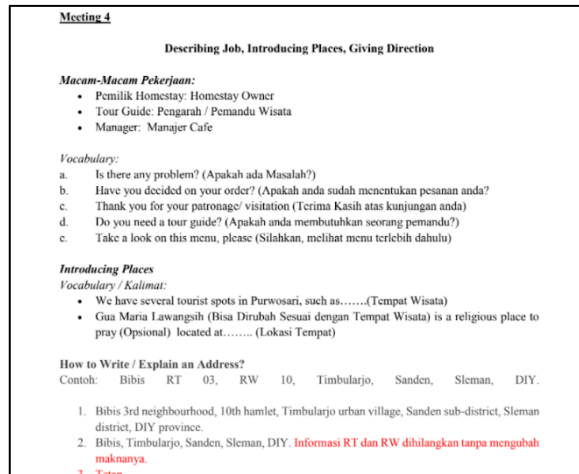 Meeting 4
Describing Job, Introducing Places, Giving Direction
Macam-Macam Pekerjaan:
• Pemilik Homestay: Homestay Owner
• Tour Guide: Pengarah / Pemandu Wisata
• Manager: Manajer Cafe
Vocabulary:
a. Is there any problem? (Apakah ada Masalah?)
b. Have you decided on your order? (Apakah anda sudah menentukan pesanan anda?
c. Thank you for your patronage/ visitation (Terima Kasih atas kunjungan anda)
d. Do you need a tour guide? (Apakah anda membutuhkan seorang pemandu?)
e. Take a look on this menu, please (Silahkan, melihat menu terlebih dahulu)
Introducing Places
Vocabulary / Kalimat:
• We have several tourist spots in Purwosari, such as…….(Tempat Wisata)
• Gua Maria Lawangsih (Bisa Dirubah Sesuai dengan Tempat Wisata) is a religious place to
pray (Opsional) located at…….. (Lokasi Tempat)
How to Write / Explain an Address?
Contoh: Bibis RT 03, RW 10, Timbularjo, Sanden, Sleman, DIY.
1. Bibis 3rd neighbourhood, 10th hamlet, Timbularjo urban village, Sanden sub-district, Sleman
district, DIY province.
2. Bibis, Timbularjo, Sanden, Sleman, DIY. Informasi RT dan RW dihilangkan tanpa mengubah
maknanya.
3.